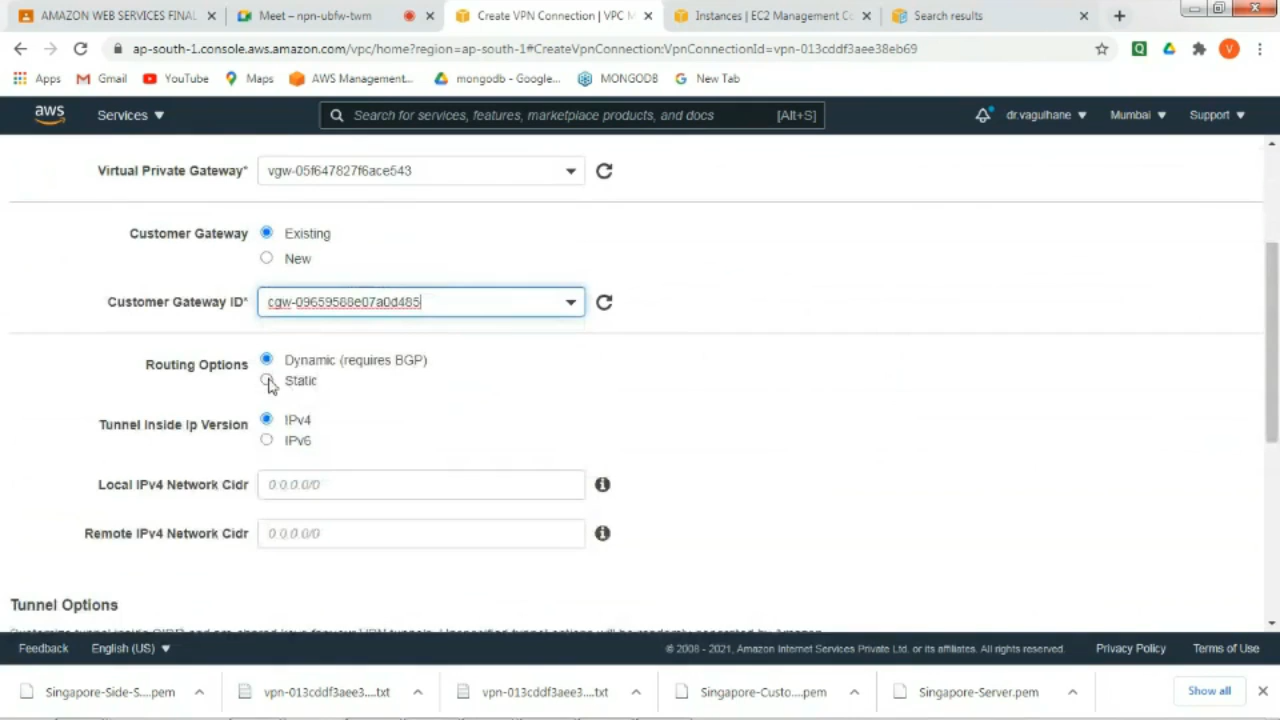 AMAZON WEB SERVICES FINAL
Meet – npn-ubfw-twm
Create VPN Connection | VPC M
Instances | EC2 Management Co
Search results
ap-south-1.console.aws.amazon.com/vpc/home?region=ap-south-1#CreateVpnConnection:VpnConnectionId=vpn-013cddf3aee38eb69
Apps
Gmail
YouTube
Maps
AWS Management...
mongodb - Google...
MONGODB
New Tab
aws
Services
Search for services, features, marketplace products, and docs
[Alt+S]
dr.vagulhane
Mumbai
Support
Virtual Private Gateway*
vgw-05f647827f6ace543
Customer Gateway
Existing
New
Customer Gateway ID*
cgw-09659588e07a0d485
Routing Options
Dynamic (requires BGP)
Static
Tunnel Inside Ip Version
IPv4
IPv6
Local IPv4 Network Cidr
0.0.0.0/0
Remote IPv4 Network Cidr
0.0.0.0/0
Tunnel Options
Feedback
English (US)
© 2008 - 2021, Amazon Internet Services Private Ltd. or its affiliates. All rights reserved.
Privacy Policy
Terms of Use
Singapore-Side-S....pem
vpn-013cddf3aee3....txt
vpn-013cddf3aee3....txt
Singapore-Custo....pem
Singapore-Server.pem
Show all